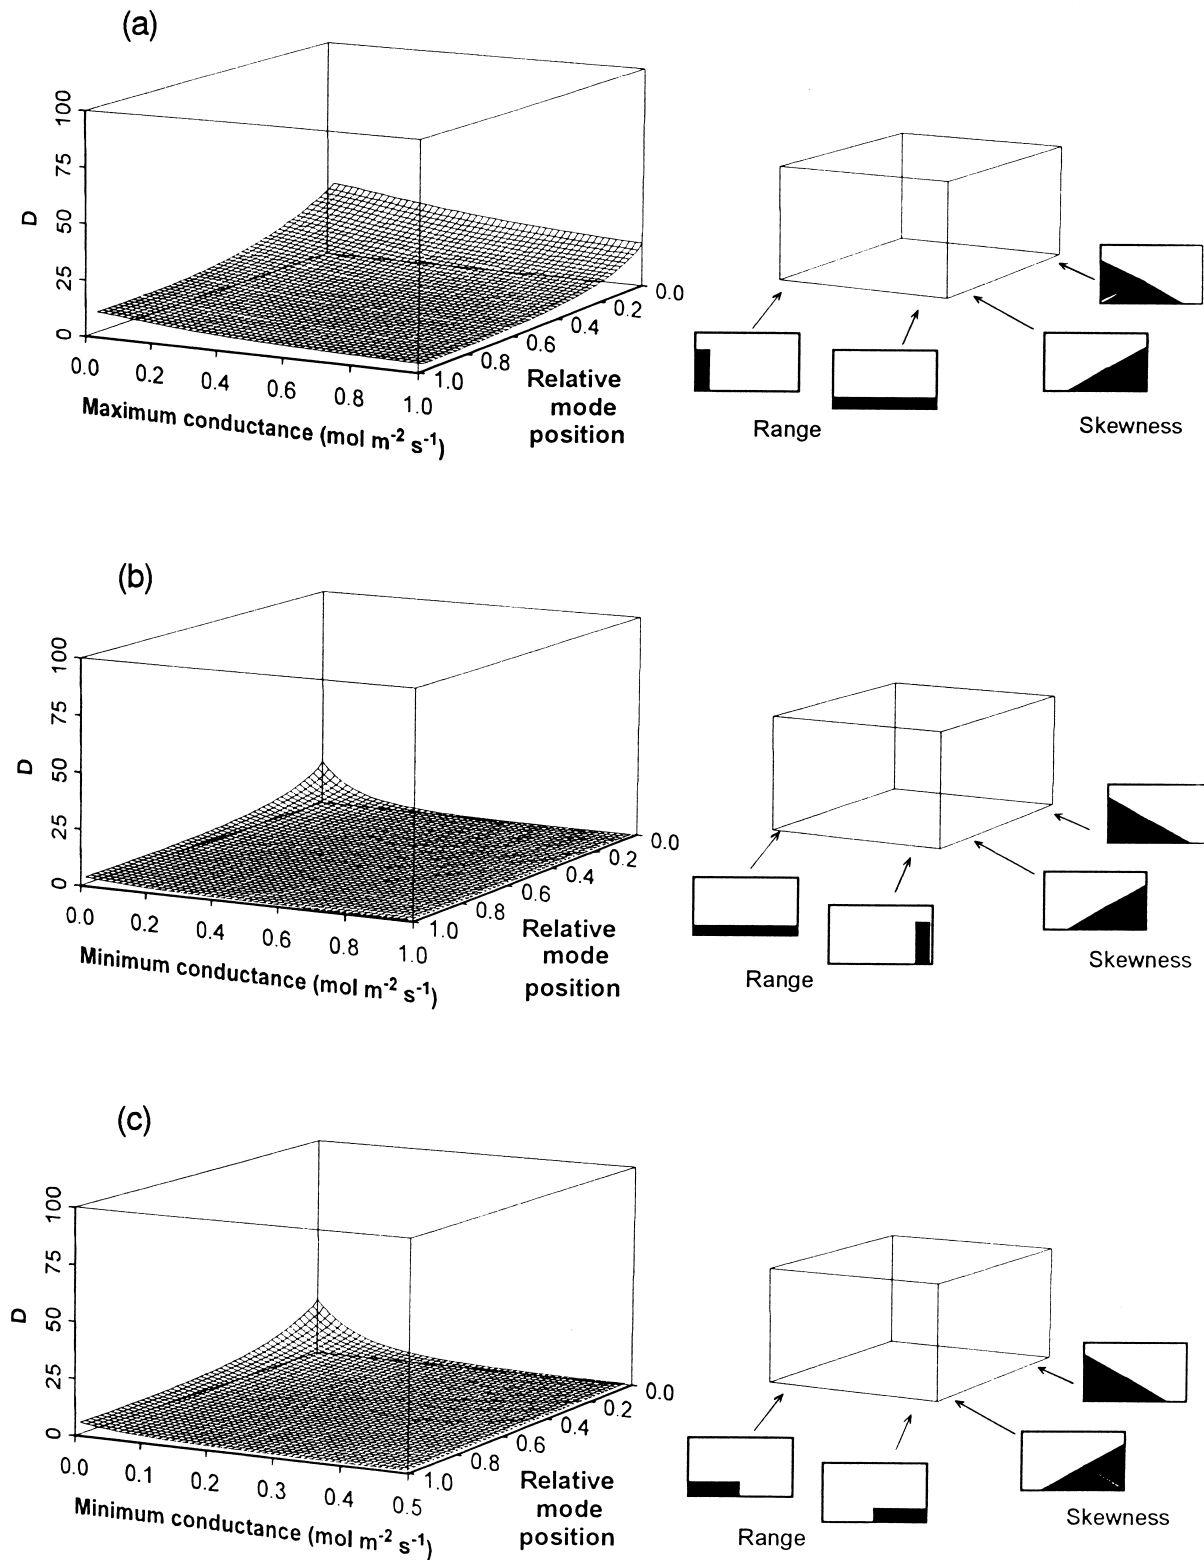 (a)
D
100
75
50
25
0
0.0 0.2 0.4 0.6 0.8 1.0
Maximum conductance (mol m⁻² s⁻¹)
1.0 0.8 0.6 0.4 0.2 0.0
Relative
mode
position
Range
Skewness
(b)
D
100
75
50
25
0
0.0 0.2 0.4 0.6 0.8 1.0
Minimum conductance (mol m⁻² s⁻¹)
1.0 0.8 0.6 0.4 0.2 0.0
Relative
mode
position
Range
Skewness
(c)
D
100
75
50
25
0
0.0 0.1 0.2 0.3 0.4 0.5
Minimum conductance (mol m⁻² s⁻¹)
1.0 0.8 0.6 0.4 0.2 0.0
Relative
mode
position
Range
Skewness